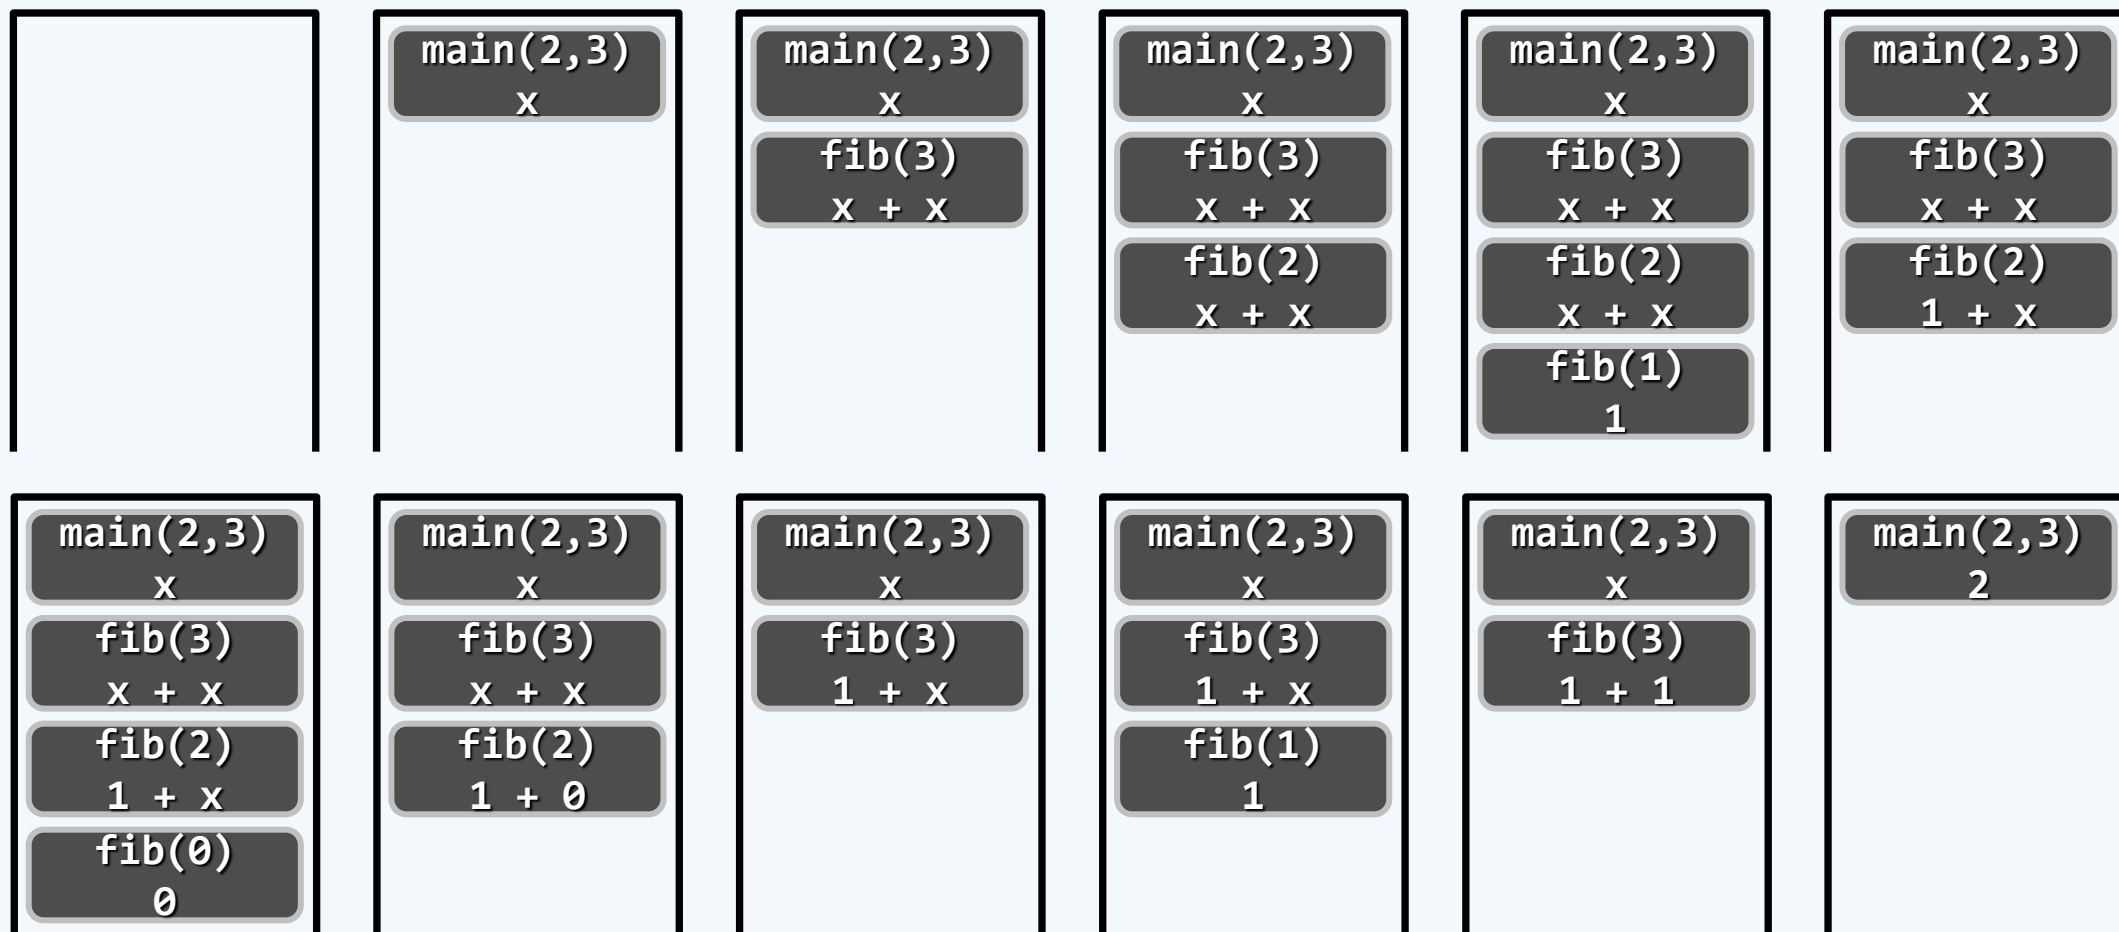 main(2,3)
x
main(2,3)
x
fib(3)
x + x
main(2,3)
x
fib(3)
x + x
fib(2)
x + x
main(2,3)
x
fib(3)
x + x
fib(2)
x + x
fib(1)
1
main(2,3)
x
fib(3)
x + x
fib(2)
1 + x
main(2,3)
x
fib(3)
x + x
fib(2)
1 + x
fib(0)
0
main(2,3)
x
fib(3)
x + x
fib(2)
1 + 0
main(2,3)
x
fib(3)
1 + x
main(2,3)
x
fib(3)
1 + x
fib(1)
1
main(2,3)
x
fib(3)
1 + 1
main(2,3)
2